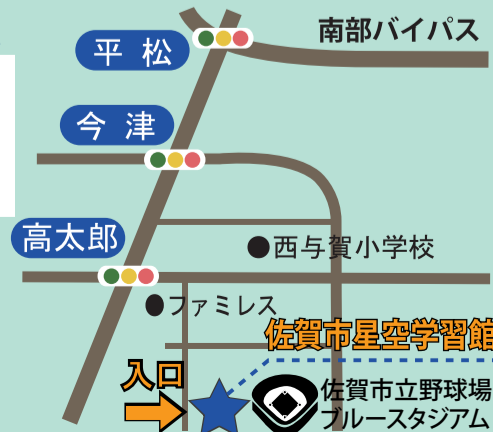 南部バイパス
平松
今津
高太郎
西与賀小学校
ファミレス
佐賀市星空学習館
入口
佐賀市立野球場
ブルースタジアム